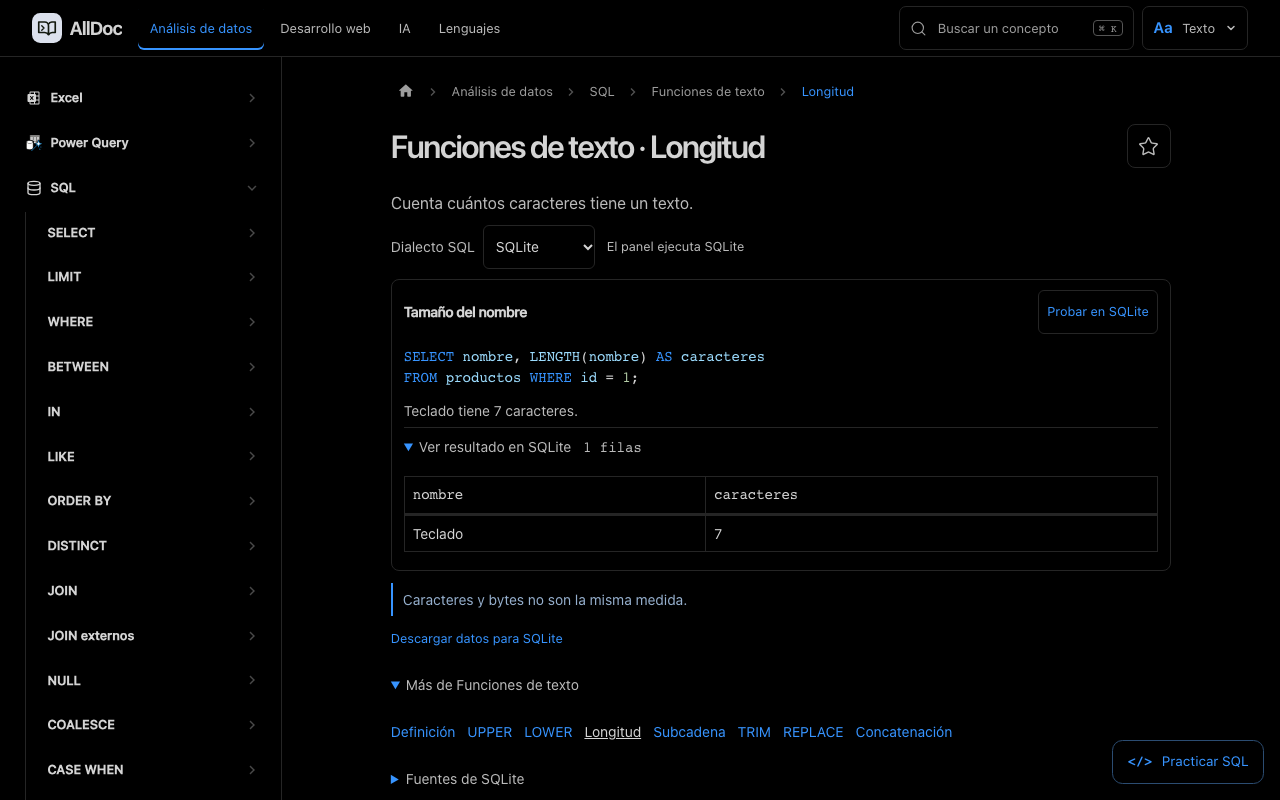 AllDoc
Análisis de datos
Desarrollo web
IA
Lenguajes
Buscar un concepto
⌘ K
Aa Texto
Excel
Power Query
SQL
SELECT
LIMIT
WHERE
BETWEEN
IN
LIKE
ORDER BY
DISTINCT
JOIN
JOIN externos
NULL
COALESCE
CASE WHEN
Análisis de datos > SQL > Funciones de texto > Longitud
Funciones de texto · Longitud
Cuenta cuántos caracteres tiene un texto.
Dialecto SQL SQLite El panel ejecuta SQLite
Tamaño del nombre
Probar en SQLite
SELECT nombre, LENGTH(nombre) AS caracteres
FROM productos WHERE id = 1;
Teclado tiene 7 caracteres.
Ver resultado en SQLite 1 filas
nombre caracteres
Teclado 7
Caracteres y bytes no son la misma medida.
Descargar datos para SQLite
Más de Funciones de texto
Definición UPPER LOWER Longitud Subcadena TRIM REPLACE Concatenación
Fuentes de SQLite
</> Practicar SQL